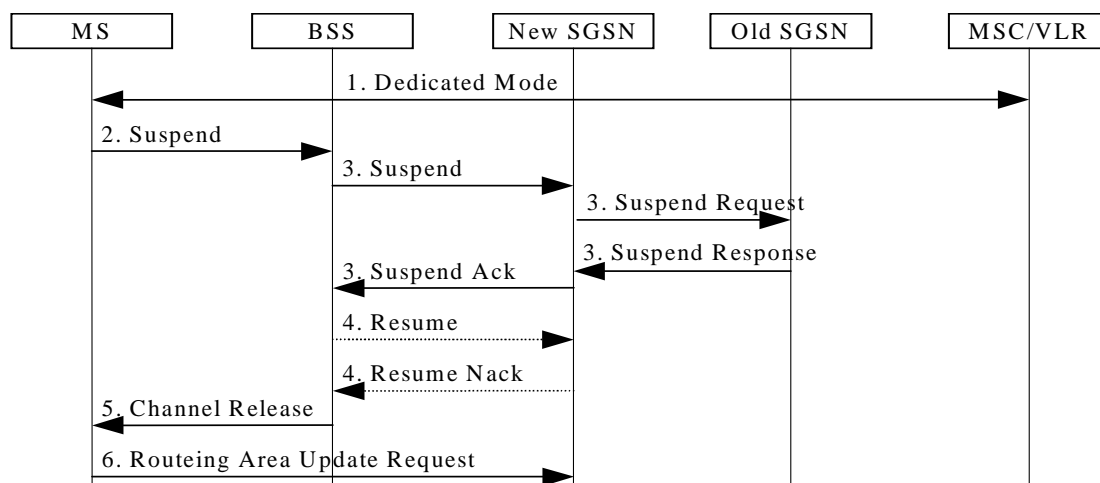 MS
BSS
New SGSN
Old SGSN
MSC/VLR
1. Dedicated Mode
2. Suspend
3. Suspend
3. Suspend Request
3. Suspend Response
3. Suspend Ack
4. Resume
4. Resume Nack
5. Channel Release
6. Routeing Area Update Request